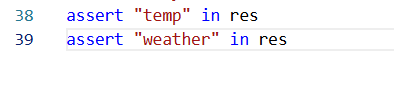 38 assert "temp" in res
39 assert "weather" in res